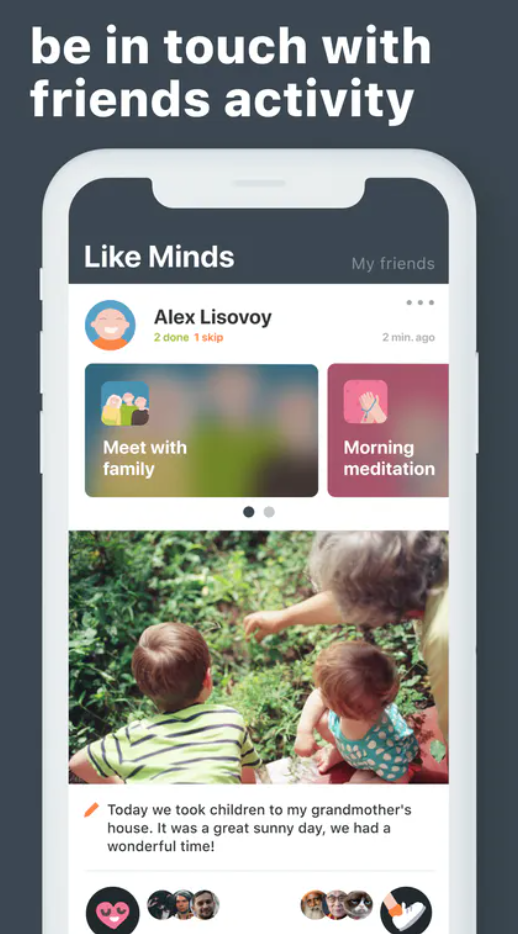 be in touch with
friends activity
Like Minds
My friends
Alex Lisovoy
2 done 1 skip
2 min. ago
Meet with
family
Morning
meditation
Today we took children to my grandmother's
house. It was a great sunny day, we had a
wonderful time!